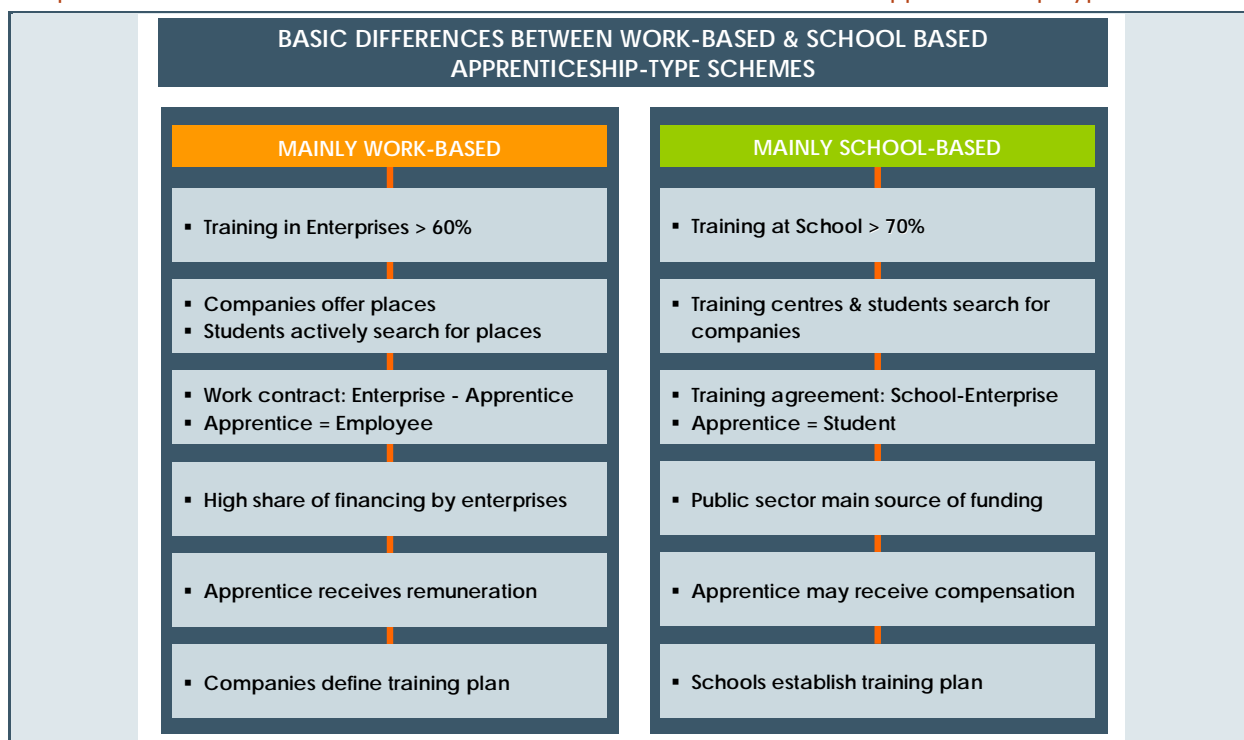 BASIC DIFFERENCES BETWEEN WORK-BASED & SCHOOL BASED
APPRENTICESHIP-TYPE SCHEMES
MAINLY WORK-BASED
▪ Training in Enterprises > 60%
▪ Companies offer places
▪ Students actively search for places
▪ Work contract: Enterprise - Apprentice
▪ Apprentice = Employee
▪ High share of financing by enterprises
▪ Apprentice receives remuneration
▪ Companies define training plan
MAINLY SCHOOL-BASED
▪ Training at School > 70%
▪ Training centres & students search for
companies
▪ Training agreement: School-Enterprise
▪ Apprentice = Student
▪ Public sector main source of funding
▪ Apprentice may receive compensation
▪ Schools establish training plan